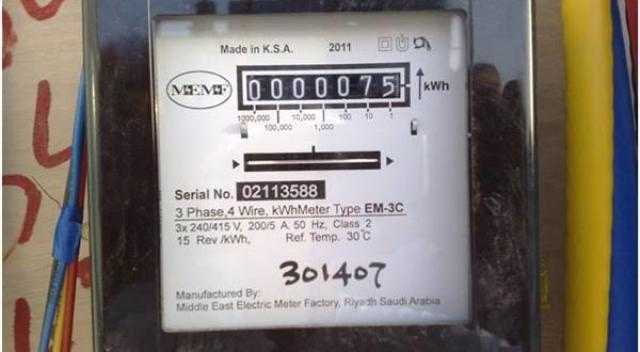 Made in K.S.A. 2011
MEMF
0000075 kWh
1000,000 10,000 100 10 1
100,000 1,000
Serial No. 02113588
3 Phase,4 Wire, kWhMeter Type EM-3C
3x 240/415 V, 200/5 A. 50 Hz, Class 2
15 Rev /kWh, Ref. Temp. 30°C
301407
Manufactured By:
Middle East Electric Meter Factory, Riyadh Saudi Arabia